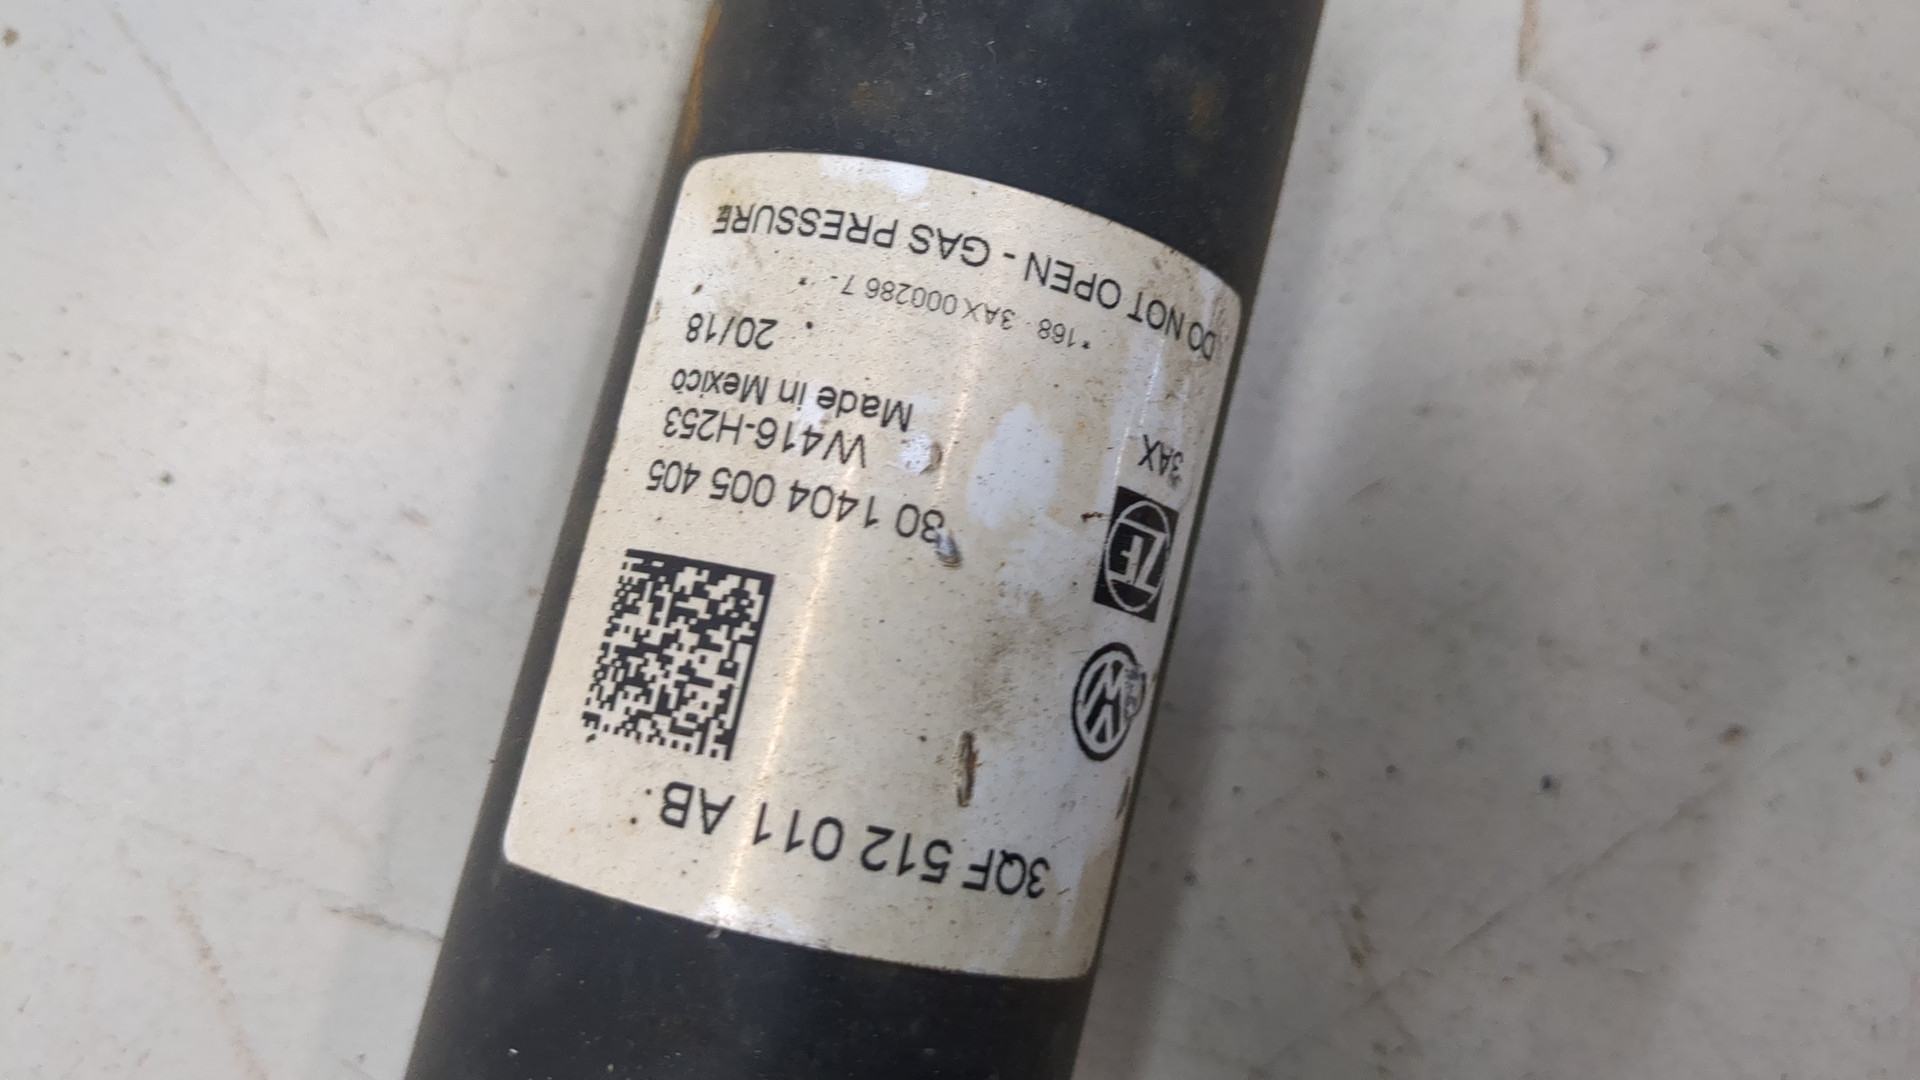 3QF 512 011 AB
30 1404 005 405
W416-H253
Made in Mexico
20/18
ZF
3AX
*168 3AX 000286 7 - *
DO NOT OPEN - GAS PRESSURE